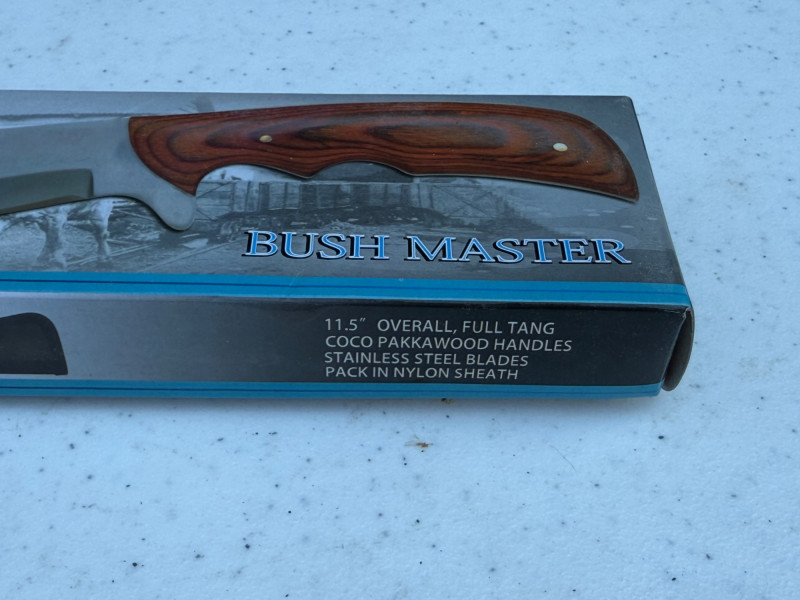 BUSH MASTER
11.5" OVERALL, FULL TANG
COCO PAKKAWOOD HANDLES
STAINLESS STEEL BLADES
PACK IN NYLON SHEATH